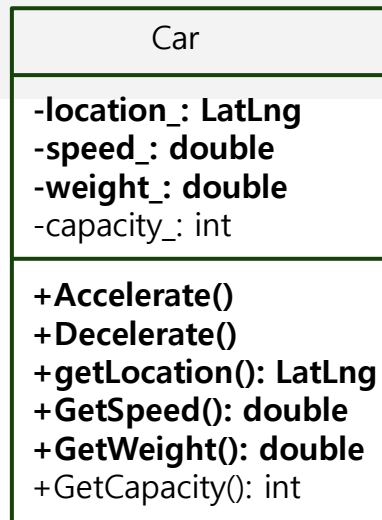 Car
-location_: LatLng
-speed_: double
-weight_: double
-capacity_: int
+Accelerate()
+Decelerate()
+getLocation(): LatLng
+GetSpeed(): double
+GetWeight(): double
+GetCapacity(): int